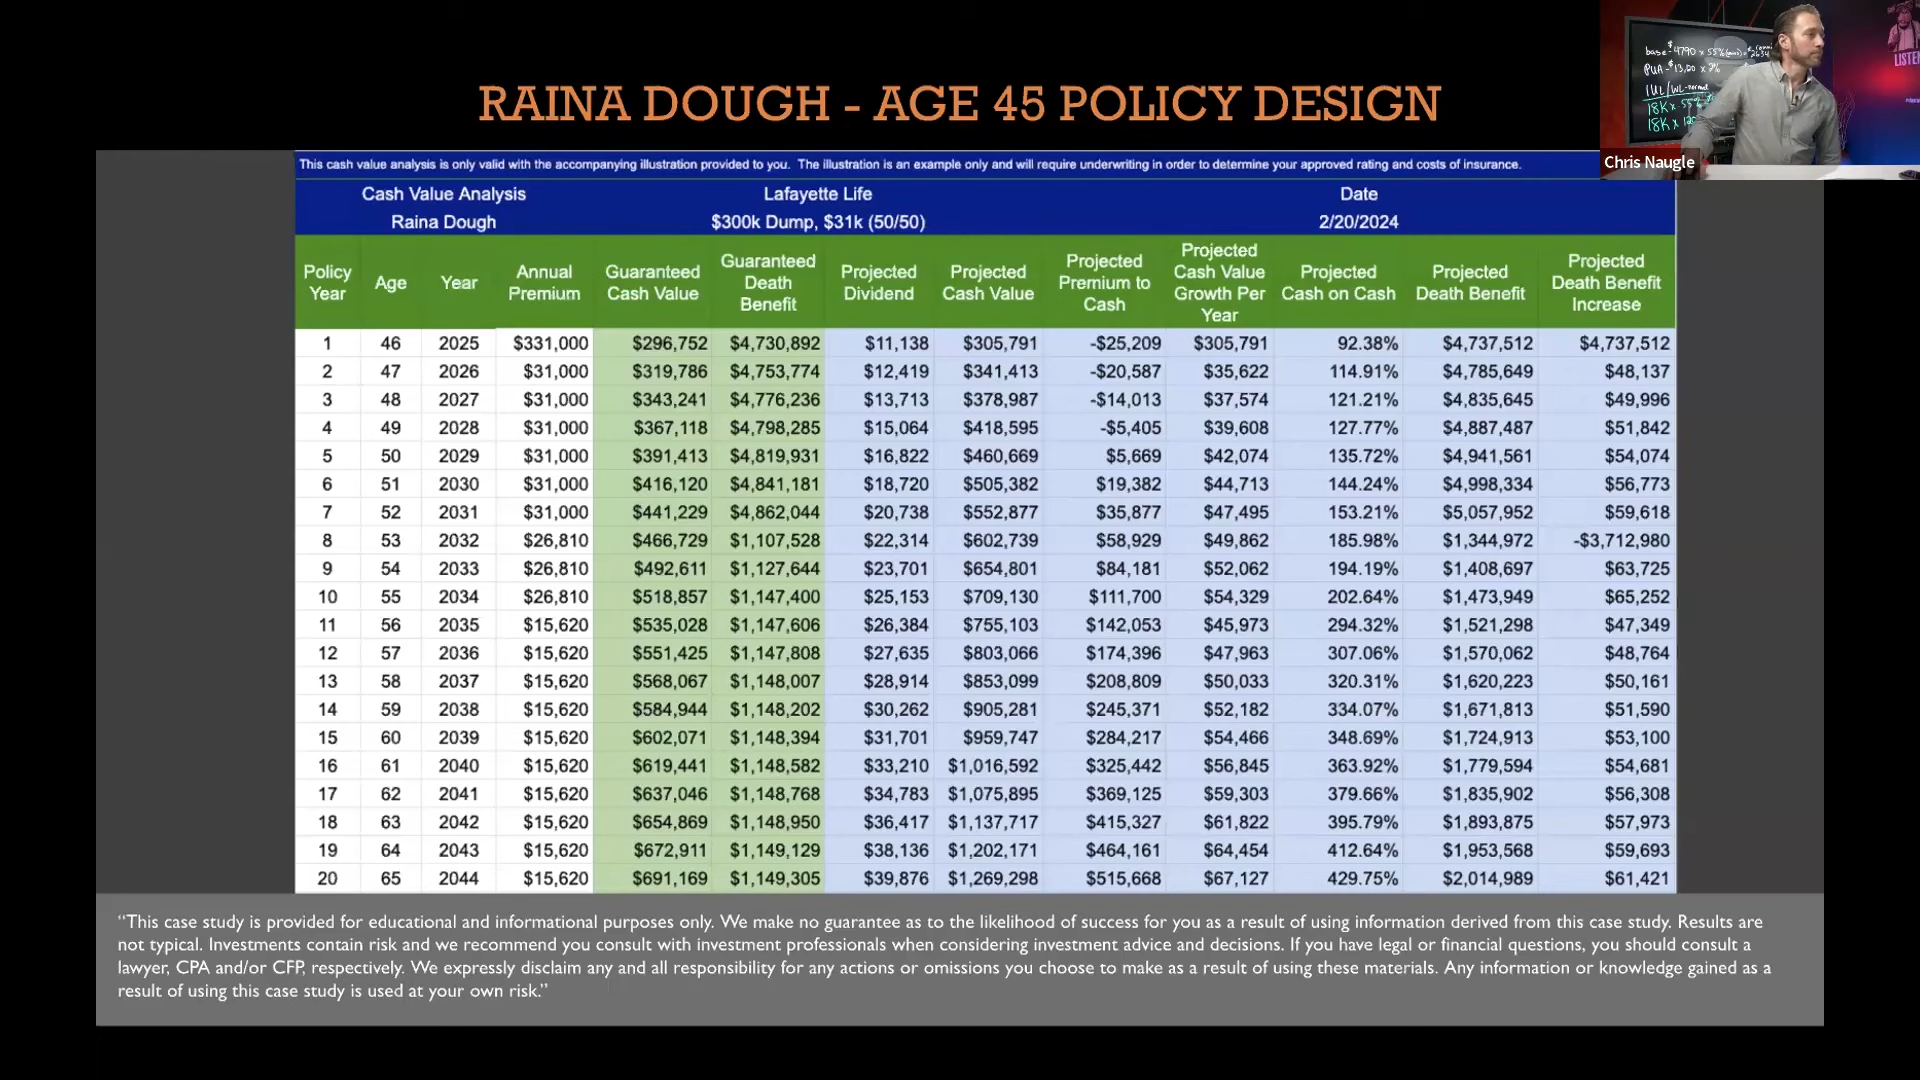 RAINA DOUGH - AGE 45 POLICY DESIGN
This cash value analysis is only valid with the accompanying illustration provided to you. The illustration is an example only and will require underwriting in order to determine your approved rating and costs of insurance.
Cash Value Analysis Lafayette Life Date
Raina Dough $300k Dump, $31k (50/50) 2/20/2024
Policy Year Age Year Annual Premium Guaranteed Cash Value Guaranteed Death Benefit Projected Dividend Projected Cash Value Projected Premium to Cash Projected Cash Value Growth Per Year Projected Cash on Cash Projected Death Benefit Projected Death Benefit Increase
1 46 2025 $331,000 $296,752 $4,730,892 $11,138 $305,791 -$25,209 $305,791 92.38% $4,737,512 $4,737,512
2 47 2026 $31,000 $319,786 $4,753,774 $12,419 $341,413 -$20,587 $35,622 114.91% $4,785,649 $48,137
3 48 2027 $31,000 $343,241 $4,776,236 $13,713 $378,987 -$14,013 $37,574 121.21% $4,835,645 $49,996
4 49 2028 $31,000 $367,118 $4,798,285 $15,064 $418,595 -$5,405 $39,608 127.77% $4,887,487 $51,842
5 50 2029 $31,000 $391,413 $4,819,931 $16,822 $460,669 $5,669 $42,074 135.72% $4,941,561 $54,074
6 51 2030 $31,000 $416,120 $4,841,181 $18,720 $505,382 $19,382 $44,713 144.24% $4,998,334 $56,773
7 52 2031 $31,000 $441,229 $4,862,044 $20,738 $552,877 $35,877 $47,495 153.21% $5,057,952 $59,618
8 53 2032 $26,810 $466,729 $1,107,528 $22,314 $602,739 $58,929 $49,862 185.98% $1,344,972 -$3,712,980
9 54 2033 $26,810 $492,611 $1,127,644 $23,701 $654,801 $84,181 $52,062 194.19% $1,408,697 $63,725
10 55 2034 $26,810 $518,857 $1,147,400 $25,153 $709,130 $111,700 $54,329 202.64% $1,473,949 $65,252
11 56 2035 $15,620 $535,028 $1,147,606 $26,384 $755,103 $142,053 $45,973 294.32% $1,521,298 $47,349
12 57 2036 $15,620 $551,425 $1,147,808 $27,635 $803,066 $174,396 $47,963 307.06% $1,570,062 $48,764
13 58 2037 $15,620 $568,067 $1,148,007 $28,914 $853,099 $208,809 $50,033 320.31% $1,620,223 $50,161
14 59 2038 $15,620 $584,944 $1,148,202 $30,262 $905,281 $245,371 $52,182 334.07% $1,671,813 $51,590
15 60 2039 $15,620 $602,071 $1,148,394 $31,701 $959,747 $284,217 $54,466 348.69% $1,724,913 $53,100
16 61 2040 $15,620 $619,441 $1,148,582 $33,210 $1,016,592 $325,442 $56,845 363.92% $1,779,594 $54,681
17 62 2041 $15,620 $637,046 $1,148,768 $34,783 $1,075,895 $369,125 $59,303 379.66% $1,835,902 $56,308
18 63 2042 $15,620 $654,869 $1,148,950 $36,417 $1,137,717 $415,327 $61,822 395.79% $1,893,875 $57,973
19 64 2043 $15,620 $672,911 $1,149,129 $38,136 $1,202,171 $464,161 $64,454 412.64% $1,953,568 $59,693
20 65 2044 $15,620 $691,169 $1,149,305 $39,876 $1,269,298 $515,668 $67,127 429.75% $2,014,989 $61,421
“This case study is provided for educational and informational purposes only. We make no guarantee as to the likelihood of success for you as a result of using information derived from this case study. Results are
not typical. Investments contain risk and we recommend you consult with investment professionals when considering investment advice and decisions. If you have legal or financial questions, you should consult a
lawyer, CPA and/or CFP, respectively. We expressly disclaim any and all responsibility for any actions or omissions you choose to make as a result of using these materials. Any information or knowledge gained as a
result of using this case study is used at your own risk.”
base - $4790 x 55%
PUA - x 2%
IUL/WL - normal
18K x 55%
18K x
Chris Naugle